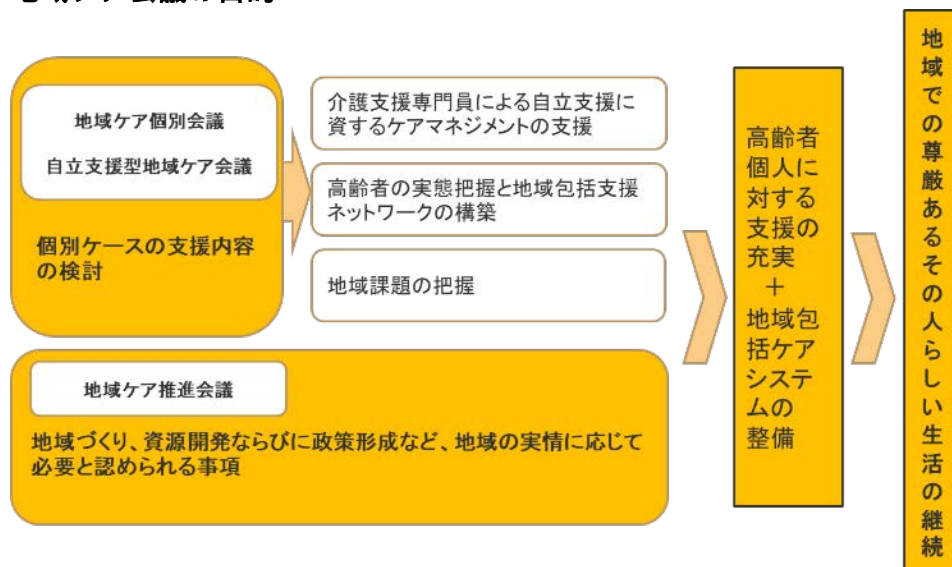 地域ケア個別会議
自立支援型地域ケア会議
個別ケースの支援内容
の検討
介護支援専門員による自立支援に
資するケアマネジメントの支援
高齢者の実態把握と地域包括支援
ネットワークの構築
地域課題の把握
地域ケア推進会議
地域づくり、資源開発ならびに政策形成など、地域の実情に応じて
必要と認められる事項
高齢者
個人に
対する
支援の
充実
＋
地域包
括ケア
システ
ムの
整備
地域での尊厳あるその人らしい生活の継続